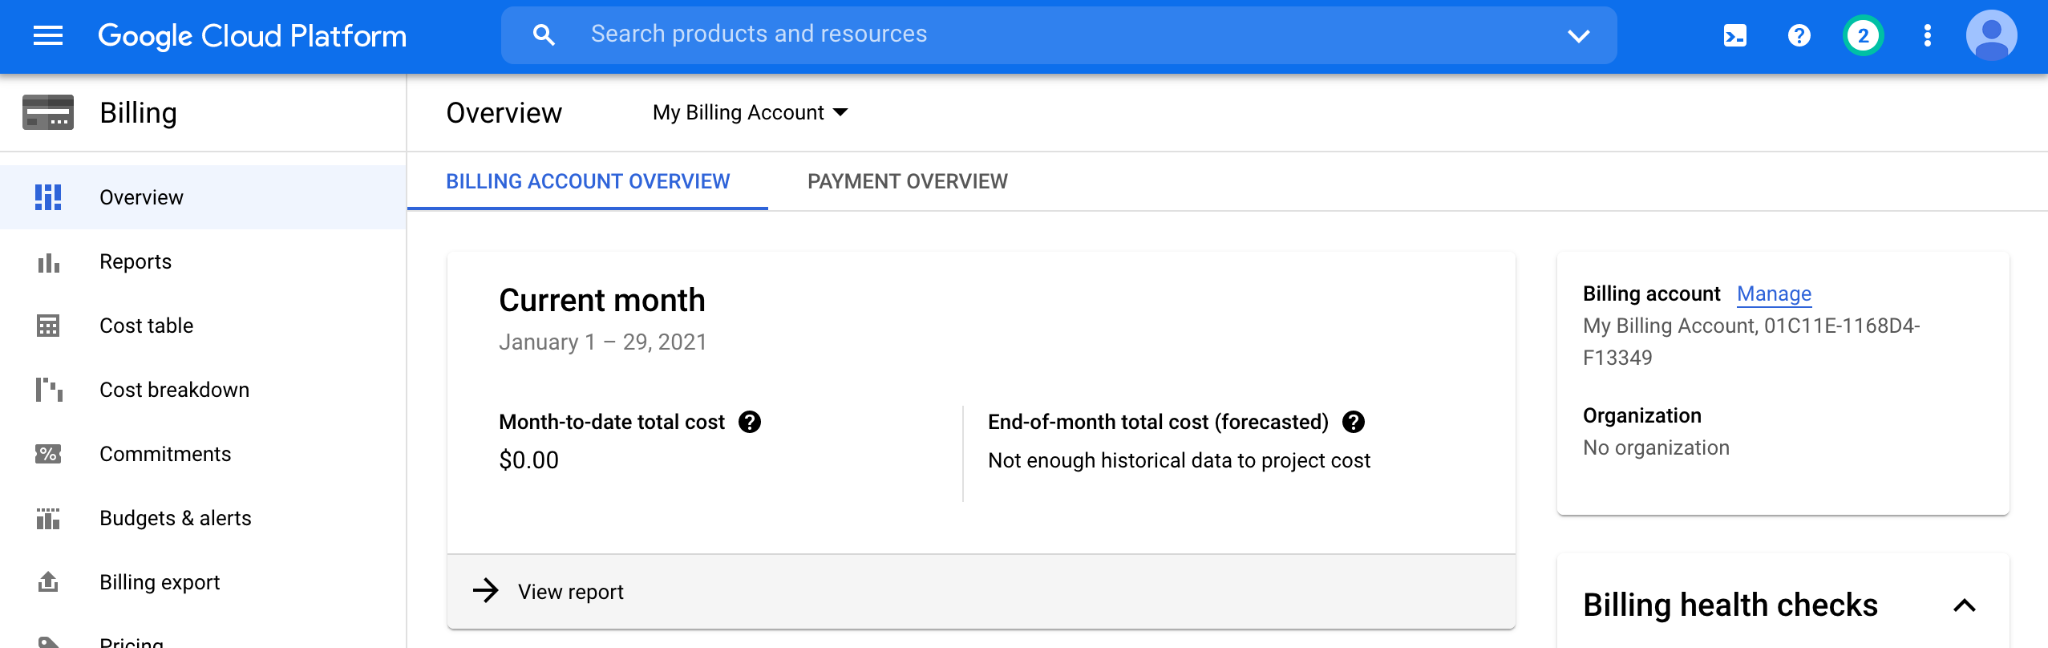 Google Cloud Platform
Search products and resources
2
Billing
Overview
My Billing Account
Overview
Reports
Cost table
Cost breakdown
Commitments
Budgets & alerts
Billing export
Pricing
BILLING ACCOUNT OVERVIEW
PAYMENT OVERVIEW
Current month
January 1 – 29, 2021
Month-to-date total cost
$0.00
End-of-month total cost (forecasted)
Not enough historical data to project cost
View report
Billing account Manage
My Billing Account, 01C11E-1168D4-
F13349
Organization
No organization
Billing health checks